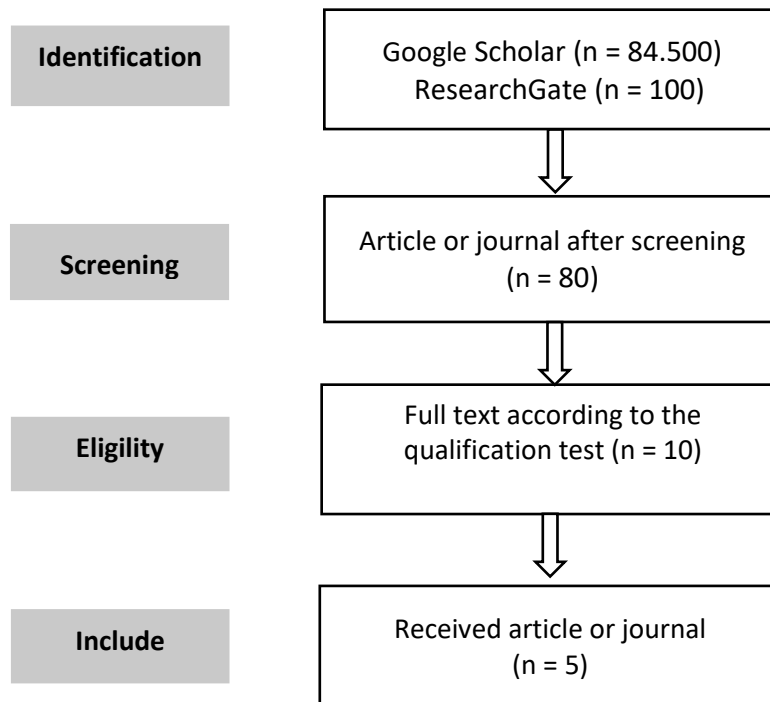 Identification
Google Scholar (n = 84.500)
ResearchGate (n = 100)
Screening
Article or journal after screening
(n = 80)
Eligility
Full text according to the
qualification test (n = 10)
Include
Received article or journal
(n = 5)